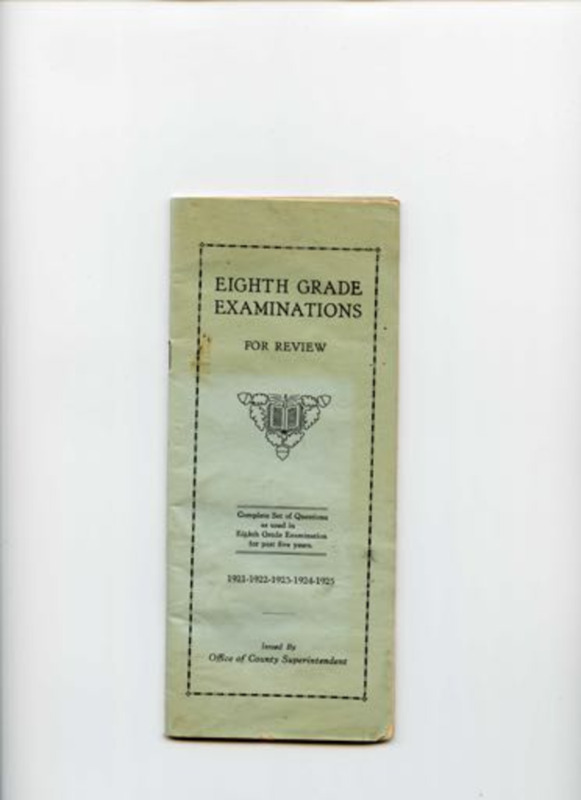 EIGHTH GRADE
EXAMINATIONS
FOR REVIEW
Complete Set of Questions
as used in
Eighth Grade Examination
for past five years.
1921-1922-1923-1924-1925
Issued By
Office of County Superintendent